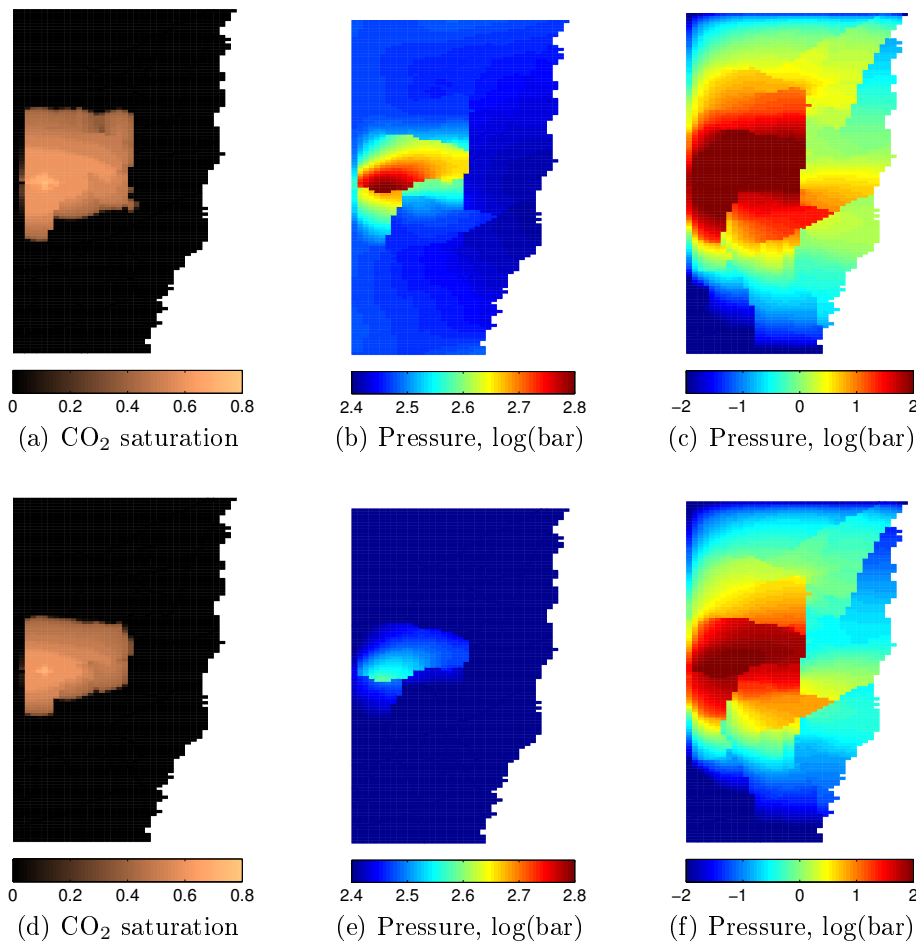 0 0.2 0.4 0.6 0.8
2.4 2.5 2.6 2.7 2.8
−2 −1 0 1 2
(a) CO₂ saturation
(b) Pressure, log(bar)
(c) Pressure, log(bar)
0 0.2 0.4 0.6 0.8
2.4 2.5 2.6 2.7 2.8
−2 −1 0 1 2
(d) CO₂ saturation
(e) Pressure, log(bar)
(f) Pressure, log(bar)